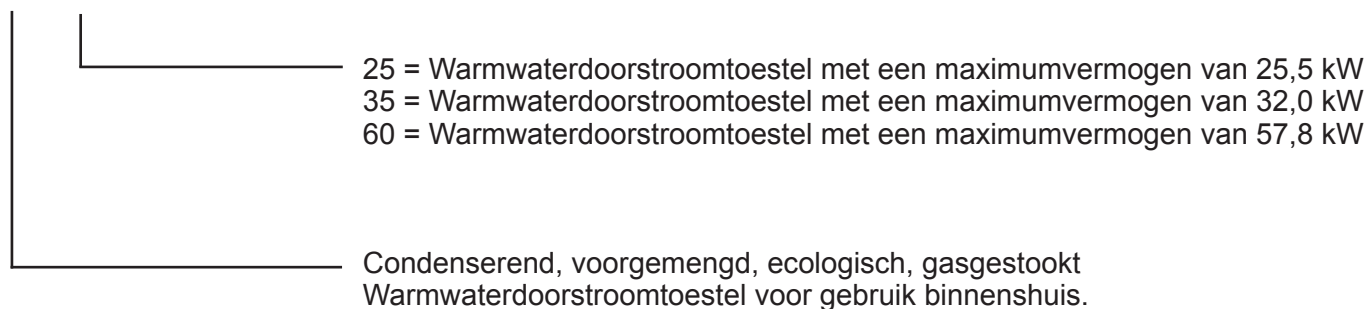 25 = Warmwaterdoorstroomtoestel met een maximumvermogen van 25,5 kW
35 = Warmwaterdoorstroomtoestel met een maximumvermogen van 32,0 kW
60 = Warmwaterdoorstroomtoestel met een maximumvermogen van 57,8 kW
Condenserend, voorgemengd, ecologisch, gasgestookt
Warmwaterdoorstroomtoestel voor gebruik binnenshuis.